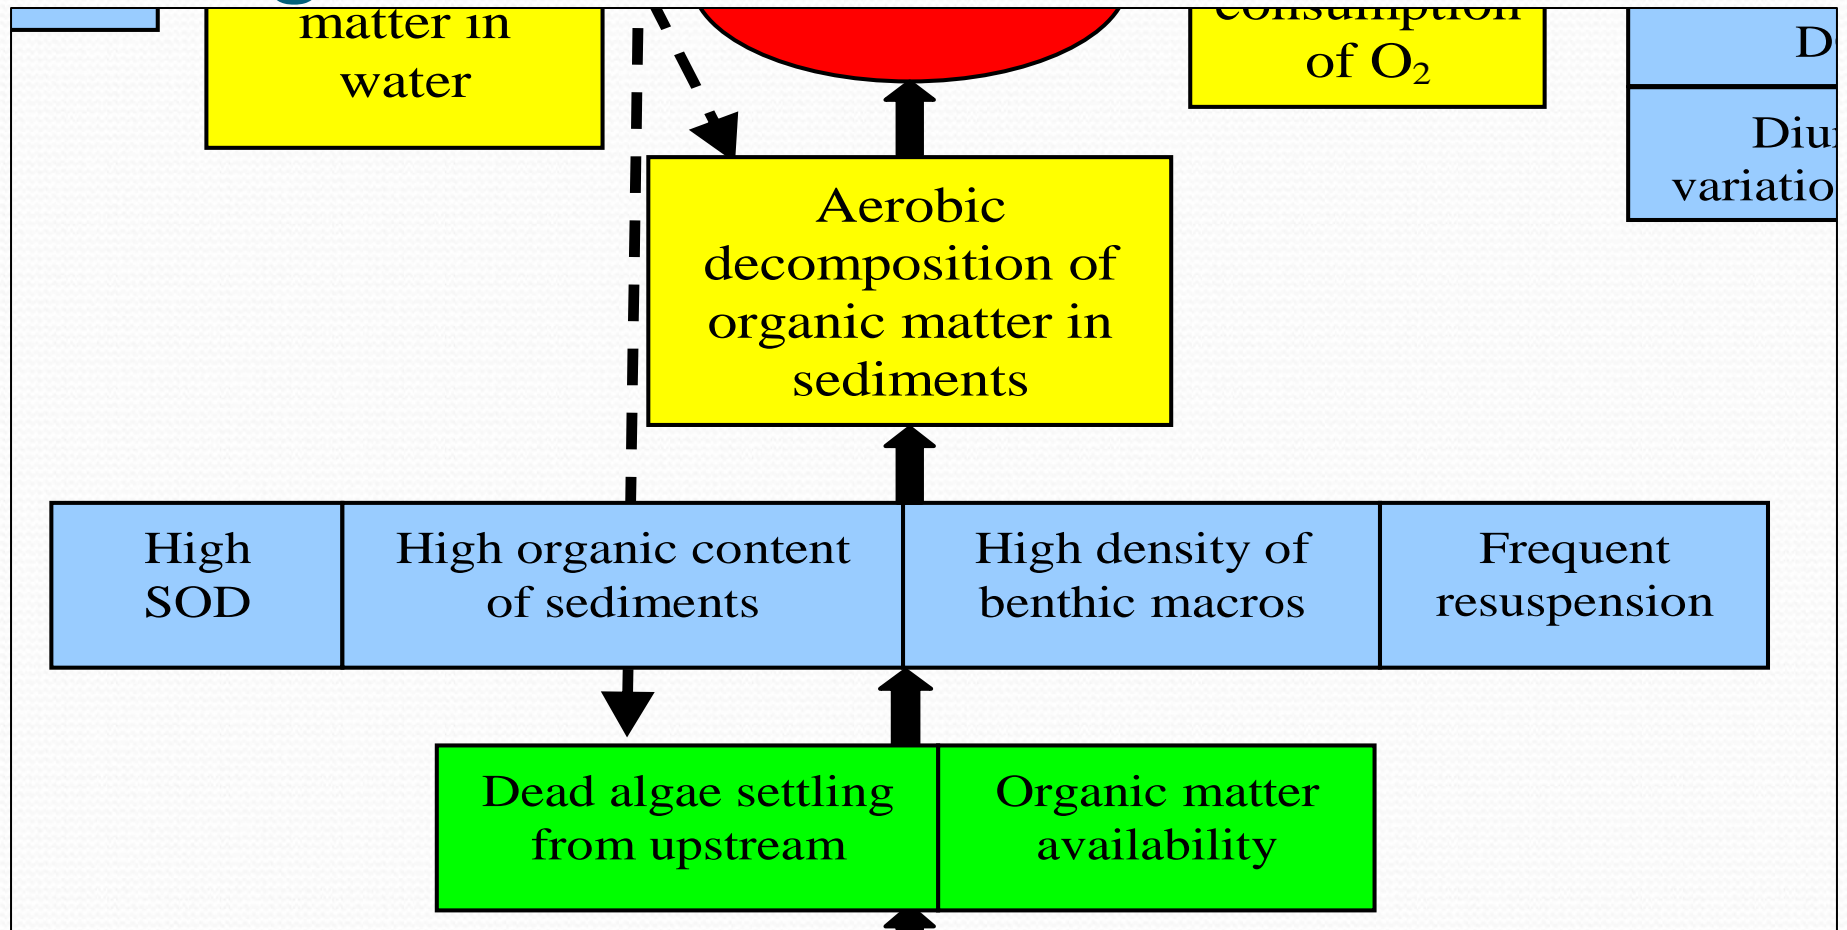 matter in
water
consumption
of O₂
Aerobic
decomposition of
organic matter in
sediments
High
SOD
High organic content
of sediments
High density of
benthic macros
Frequent
resuspension
Dead algae settling
from upstream
Organic matter
availability